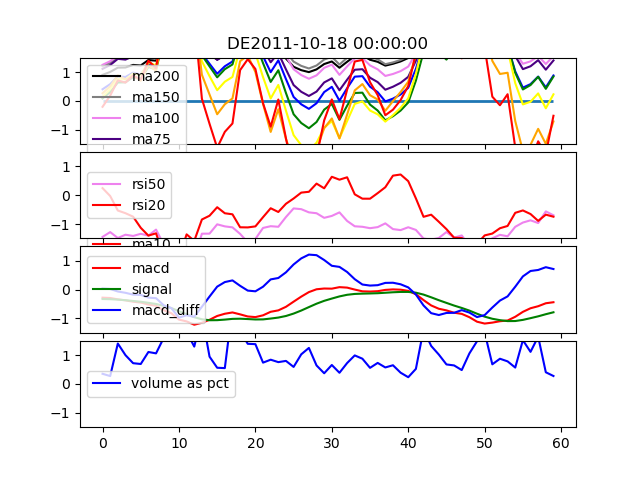 DE2011-10-18 00:00:00
1
0
−1
ma200
ma150
ma100
ma75
1
0
−1
rsi50
rsi20
ma10
1
0
−1
macd
signal
macd_diff
1
0
−1
volume as pct
0 10 20 30 40 50 60